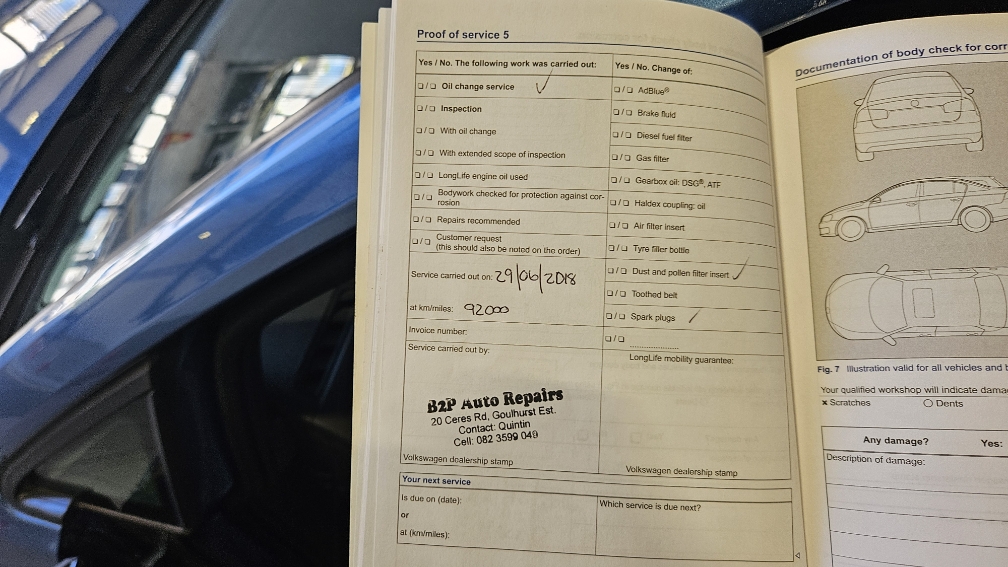 Proof of service 5
Yes / No. The following work was carried out:
❑/❑ Oil change service ✓
❑/❑ Inspection
❑/❑ With oil change
❑/❑ With extended scope of inspection
❑/❑ LongLife engine oil used
❑/❑ Bodywork checked for protection against cor-
rosion
❑/❑ Repairs recommended
❑/❑ Customer request
(this should also be noted on the order)
Service carried out on: 29/06/2018
at km/miles: 92000
Invoice number:
Service carried out by:
B2P Auto Repairs
20 Ceres Rd, Goulhurst Est.
Contact: Quintin
Cell: 082 3599 049
Volkswagen dealership stamp
Yes / No. Change of:
❑/❑ AdBlue®
❑/❑ Brake fluid
❑/❑ Diesel fuel filter
❑/❑ Gas filter
❑/❑ Gearbox oil: DSG®, ATF
❑/❑ Haldex coupling: oil
❑/❑ Air filter insert
❑/❑ Tyre filler bottle
❑/❑ Dust and pollen filter insert ✓
❑/❑ Toothed belt
❑/❑ Spark plugs ✓
❑/❑ ....................
LongLife mobility guarantee:
Volkswagen dealership stamp
Your next service
Is due on (date):
or
at (km/miles):
Which service is due next?
Documentation of body check for corr
Fig. 7 Illustration valid for all vehicles and b
Your qualified workshop will indicate dama
× Scratches ○ Dents
Any damage? Yes:
Description of damage: